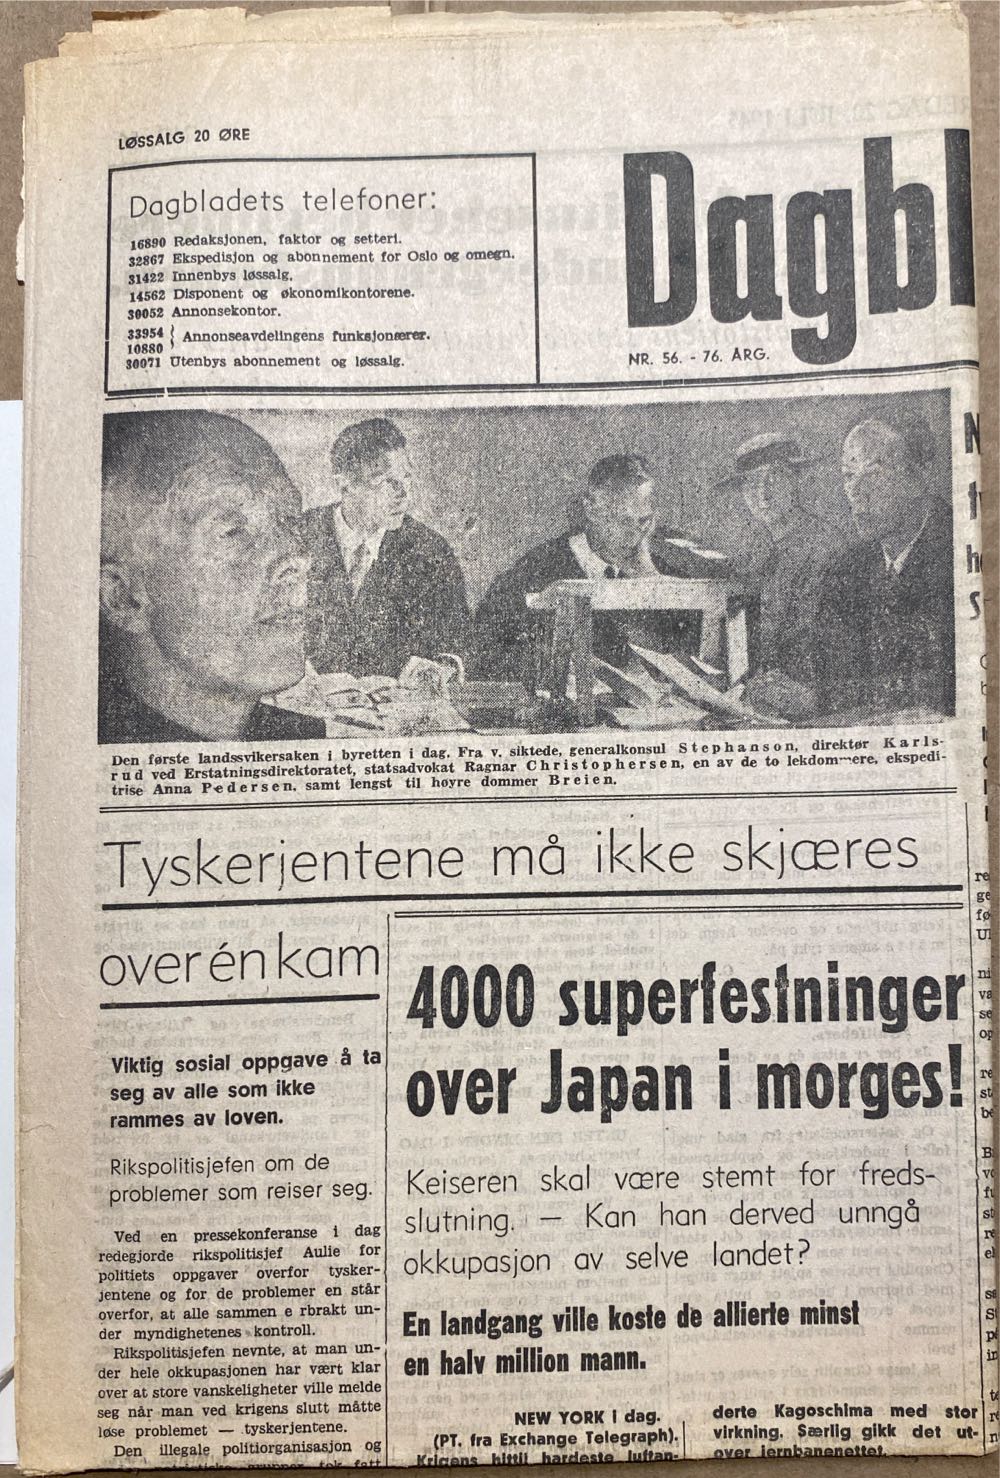 LØSSALG 20 ØRE
Dagbladets telefoner:
16890 Redaksjonen, faktor og setteri.
32867 Ekspedisjon og abonnement for Oslo og omegn.
31422 Innenbys løssalg.
14562 Disponent og økonomikontorene.
30052 Annonsekontor.
33954
10880 } Annonseavdelingens funksjonærer.
30071 Utenbys abonnement og løssalg.
Dagbl
NR. 56. - 76. ÅRG.
Den første landssvikersaken i byretten i dag. Fra v. siktede, generalkonsul Stephanson, direktør Karls-
rud ved Erstatningsdirektoratet, statsadvokat Ragnar Christophersen, en av de to lekdommere, ekspedi-
trise Anna Pedersen, samt lengst til høyre dommer Breien.
Tyskerjentene må ikke skjæres
over én kam
Viktig sosial oppgave å ta
seg av alle som ikke
rammes av loven.
Rikspolitisjefen om de
problemer som reiser seg.
Ved en pressekonferanse i dag
redegjorde rikspolitisjef Aulie for
politiets oppgaver overfor tysker-
jentene og for de problemer en står
overfor, at alle sammen e rbrakt un-
der myndighetenes kontroll.
Rikspolitisjefen nevnte, at man un-
der hele okkupasjonen har vært klar
over at store vanskeligheter ville melde
seg når man ved krigens slutt måtte
løse problemet — tyskerjentene.
Den illegale politiorganisasjon og
4000 superfestninger
over Japan i morges!
Keiseren skal være stemt for freds-
slutning. — Kan han derved unngå
okkupasjon av selve landet?
En landgang ville koste de allierte minst
en halv million mann.
NEW YORK i dag.
(PT. fra Exchange Telegraph).
Krigens hittil hardeste luftan-
derte Kagoschima med stor
virkning. Særlig gikk det ut-
over jernbanenettet.